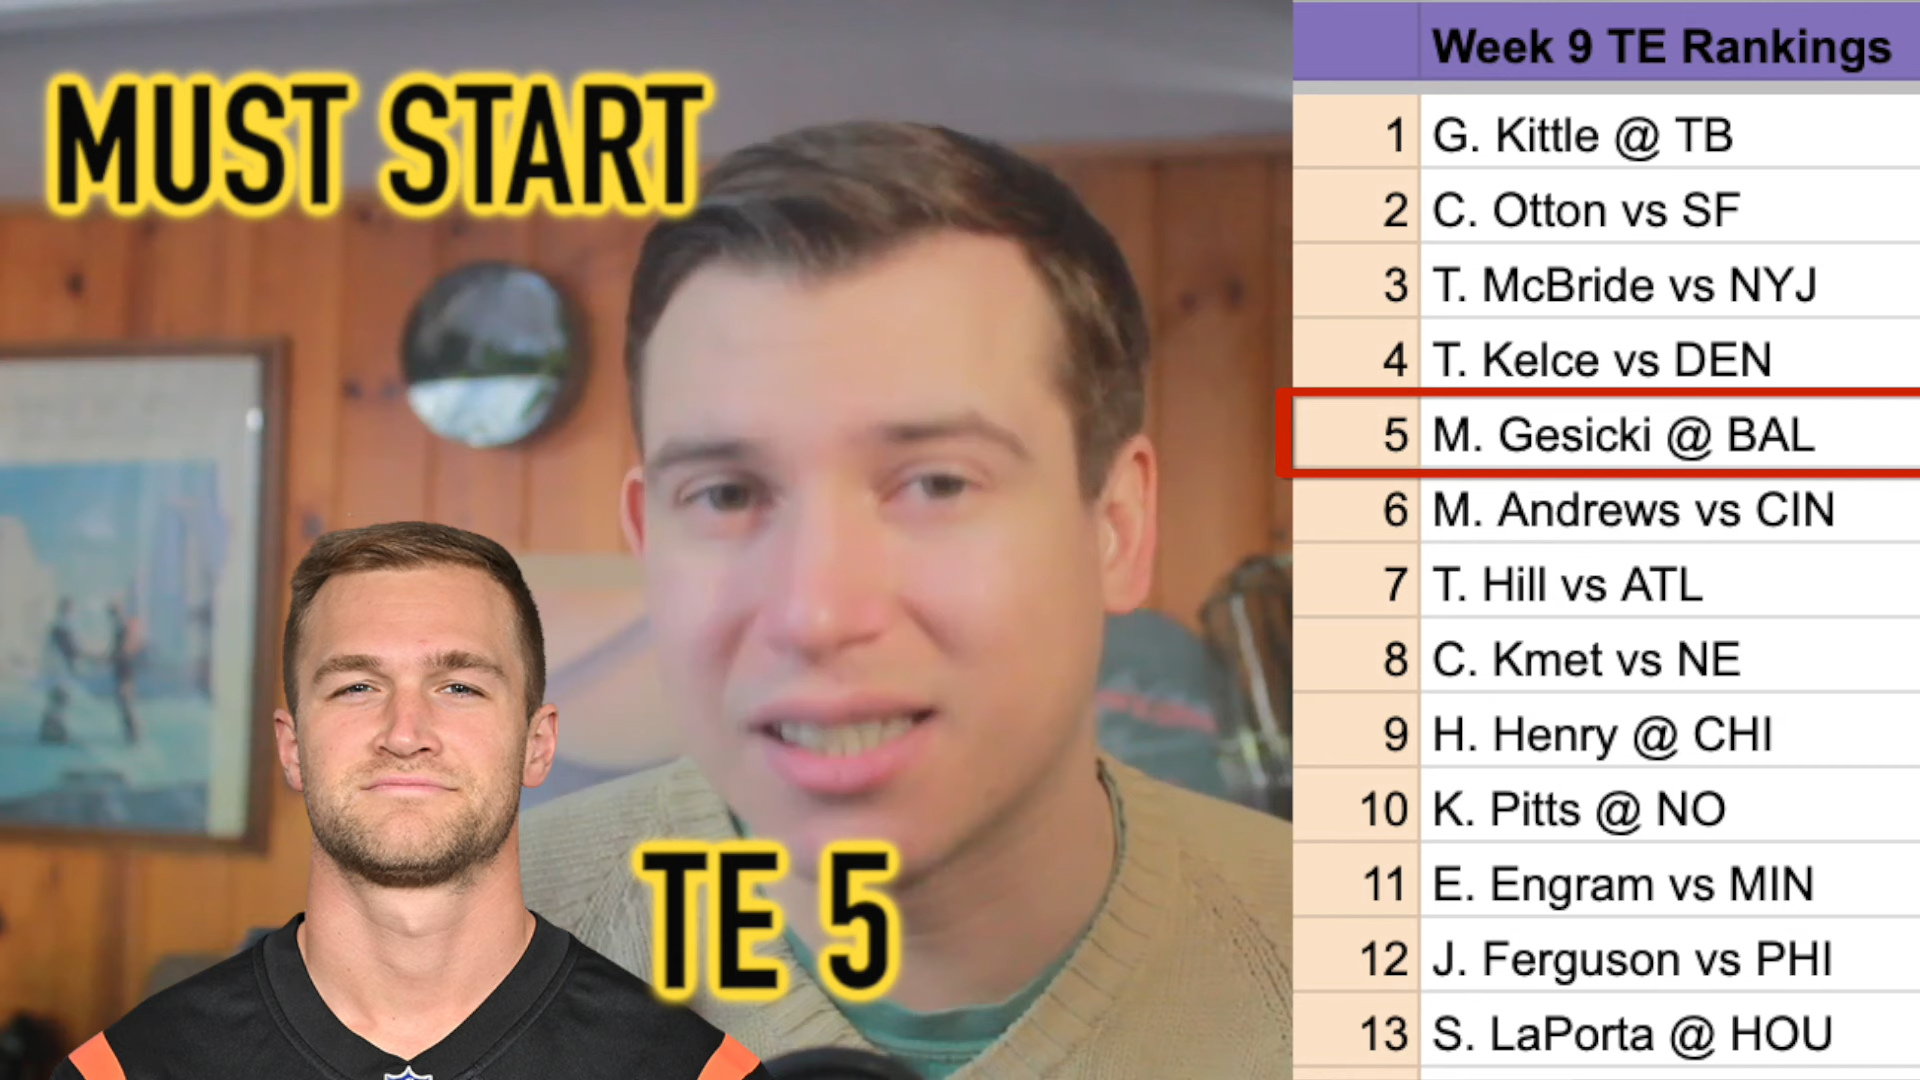 MUST START
TE 5
Week 9 TE Rankings
1 G. Kittle @ TB
2 C. Otton vs SF
3 T. McBride vs NYJ
4 T. Kelce vs DEN
5 M. Gesicki @ BAL
6 M. Andrews vs CIN
7 T. Hill vs ATL
8 C. Kmet vs NE
9 H. Henry @ CHI
10 K. Pitts @ NO
11 E. Engram vs MIN
12 J. Ferguson vs PHI
13 S. LaPorta @ HOU